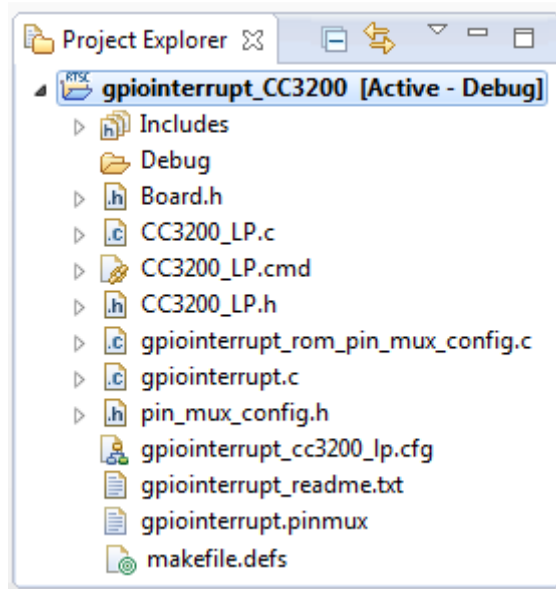 Project Explorer
RTSC
gpiointerrupt_CC3200 [Active - Debug]
h Includes
Debug
.h Board.h
.c CC3200_LP.c
CC3200_LP.cmd
.h CC3200_LP.h
.c gpiointerrupt_rom_pin_mux_config.c
.c gpiointerrupt.c
.h pin_mux_config.h
gpiointerrupt_cc3200_lp.cfg
gpiointerrupt_readme.txt
gpiointerrupt.pinmux
makefile.defs